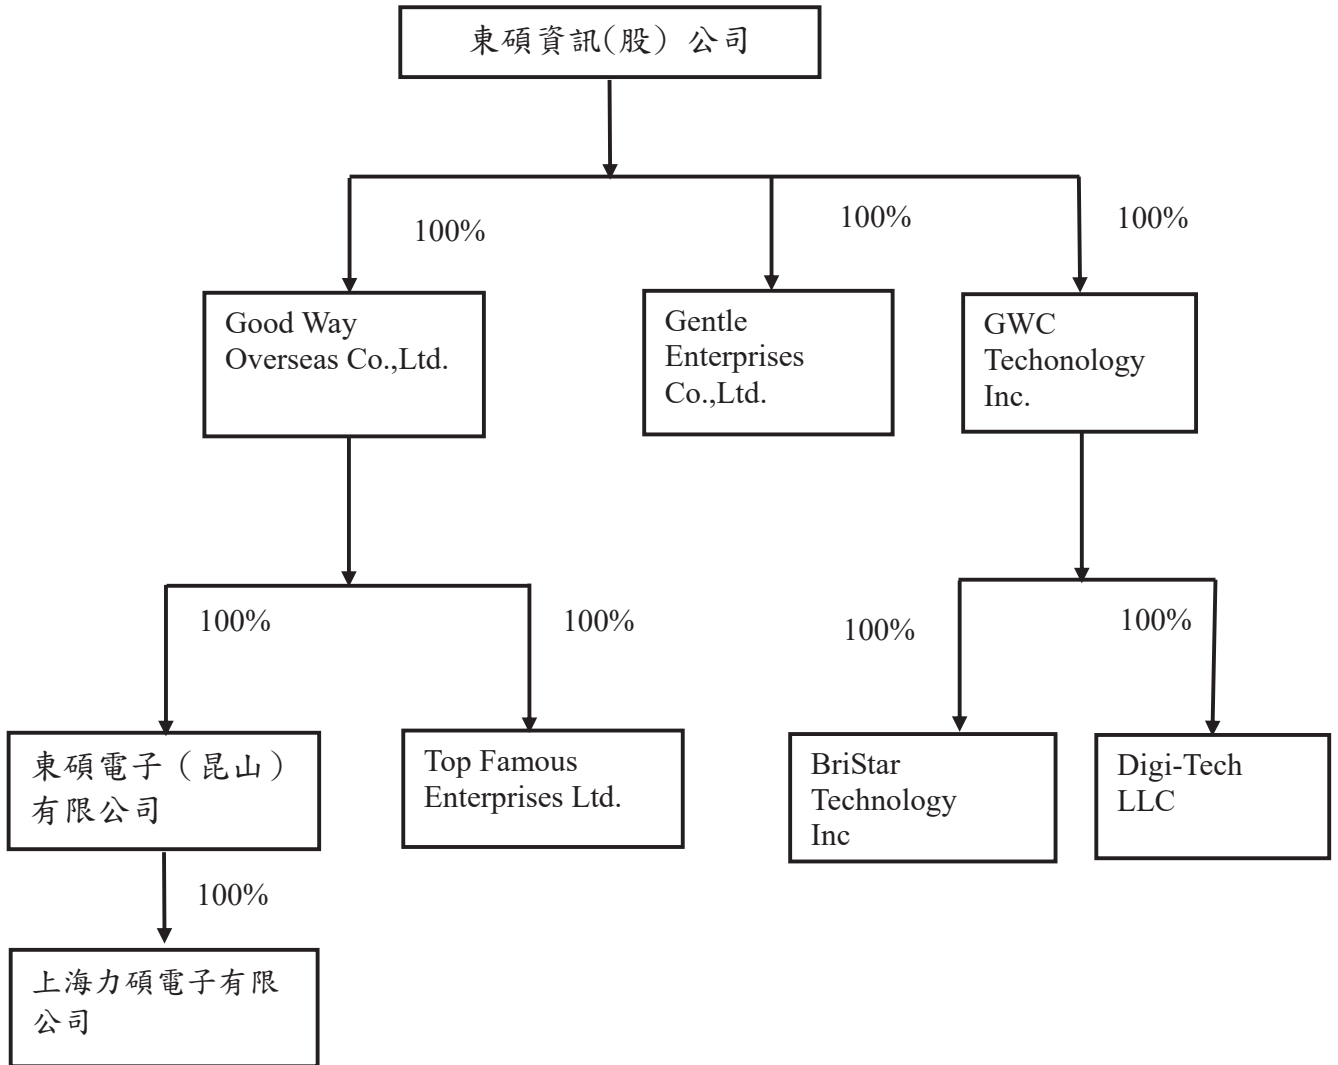 東碩資訊(股) 公司
100%
100%
100%
Good Way
Overseas Co.,Ltd.
Gentle
Enterprises
Co.,Ltd.
GWC
Techonology
Inc.
100%
100%
100%
100%
東碩電子（昆山）
有限公司
Top Famous
Enterprises Ltd.
BriStar
Technology
Inc
Digi-Tech
LLC
100%
上海力碩電子有限
公司